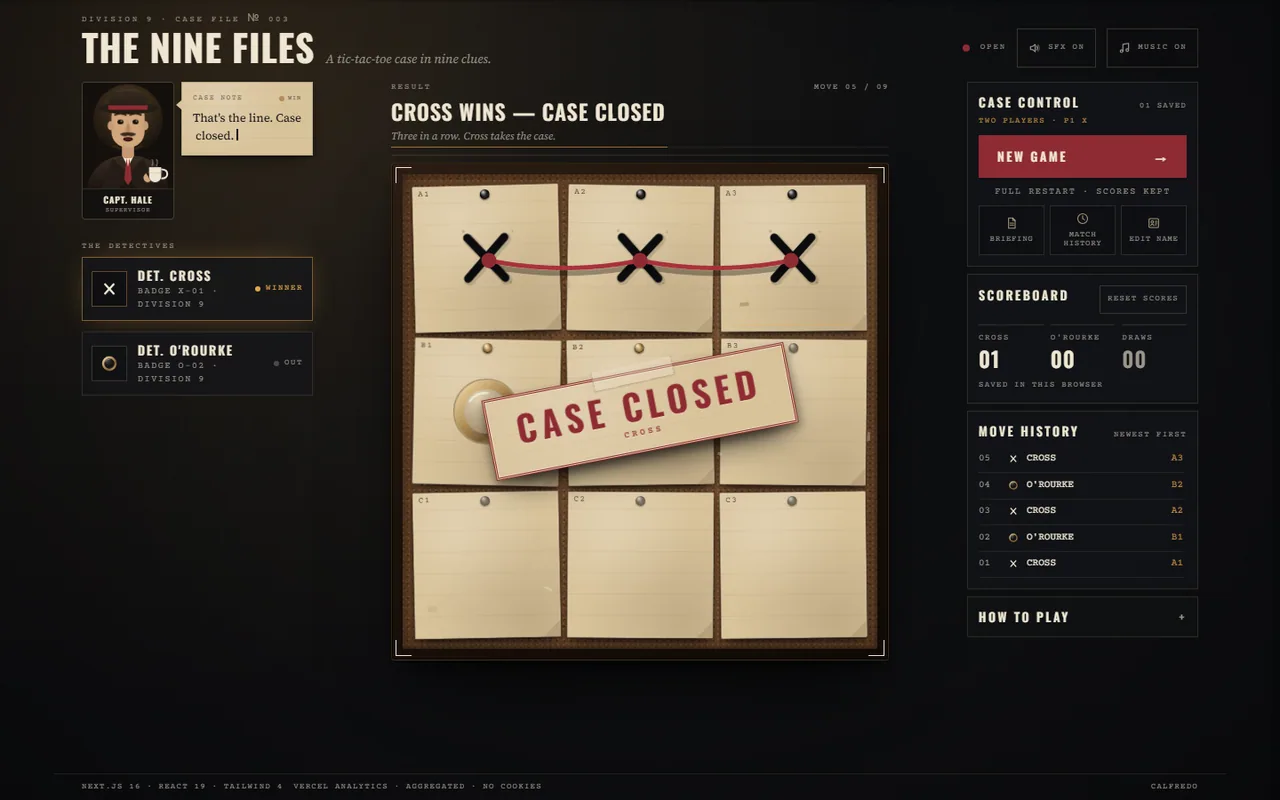 DIVISION 9 · CASE FILE № 003
THE NINE FILES
A tic-tac-toe case in nine clues.
OPEN
SFX ON
MUSIC ON
CASE NOTE
WIN
That's the line. Case
closed.
CAPT. HALE
SUPERVISOR
THE DETECTIVES
DET. CROSS
BADGE X-01 ·
DIVISION 9
WINNER
DET. O'ROURKE
BADGE O-02 ·
DIVISION 9
OUT
RESULT
MOVE 05 / 09
CROSS WINS — CASE CLOSED
Three in a row. Cross takes the case.
A1
A2
A3
B1
B2
B3
CASE CLOSED
CROSS
C1
C2
C3
CASE CONTROL
01 SAVED
TWO PLAYERS · P1 X
NEW GAME →
FULL RESTART · SCORES KEPT
BRIEFING
MATCH
HISTORY
EDIT NAME
SCOREBOARD
RESET SCORES
CROSS
O'ROURKE
DRAWS
01
00
00
SAVED IN THIS BROWSER
MOVE HISTORY
NEWEST FIRST
05 X CROSS A3
04 O O'ROURKE B2
03 X CROSS A2
02 O O'ROURKE B1
01 X CROSS A1
HOW TO PLAY +
NEXT.JS 16 · REACT 19 · TAILWIND 4 VERCEL ANALYTICS · AGGREGATED · NO COOKIES
CALFREDO